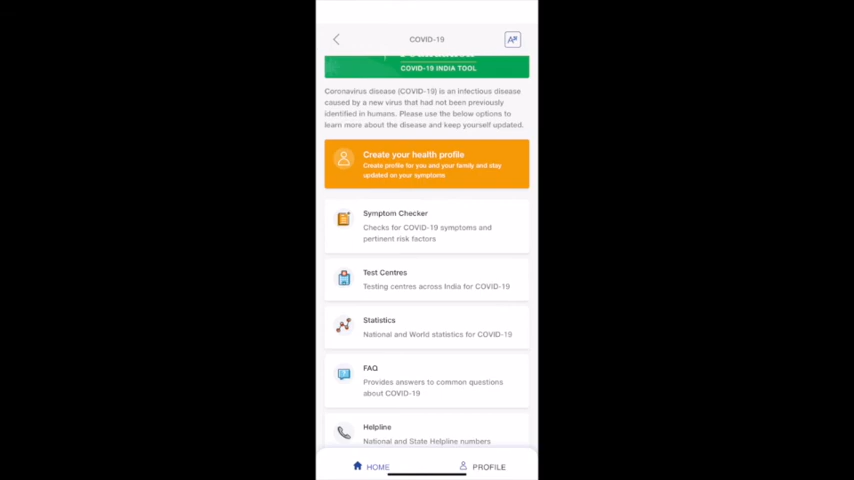 COVID-19
COVID-19 INDIA TOOL
Coronavirus disease (COVID-19) is an infectious disease
caused by a new virus that had not been previously
identified in humans. Please use the below options to
learn more about the disease and keep yourself updated.
Create your health profile
Create profile for you and your family and stay
updated on your symptoms
Symptom Checker
Checks for COVID-19 symptoms and
pertinent risk factors
Test Centres
Testing centres across India for COVID-19
Statistics
National and World statistics for COVID-19
FAQ
Provides answers to common questions
about COVID-19
Helpline
National and State Helpline numbers
HOME
PROFILE